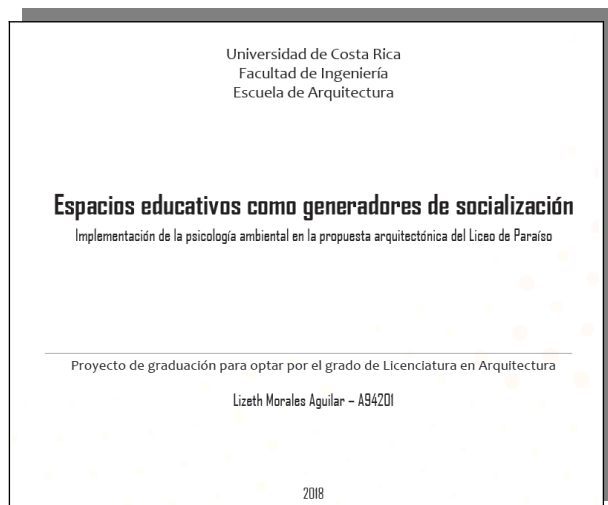 Universidad de Costa Rica
Facultad de Ingeniería
Escuela de Arquitectura
Espacios educativos como generadores de socialización
Implementación de la psicología ambiental en la propuesta arquitectónica del Liceo de Paraíso
Proyecto de graduación para optar por el grado de Licenciatura en Arquitectura
Lizeth Morales Aguilar – A94201
2018